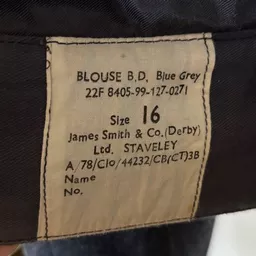 BLOUSE B,D, Blue Grey
22F 8405-99-127-0271
Size 16
James Smith & Co.(Derby)
Ltd, STAVELEY
A 78/Clo/44232/CB(CT)3B
Name
No.